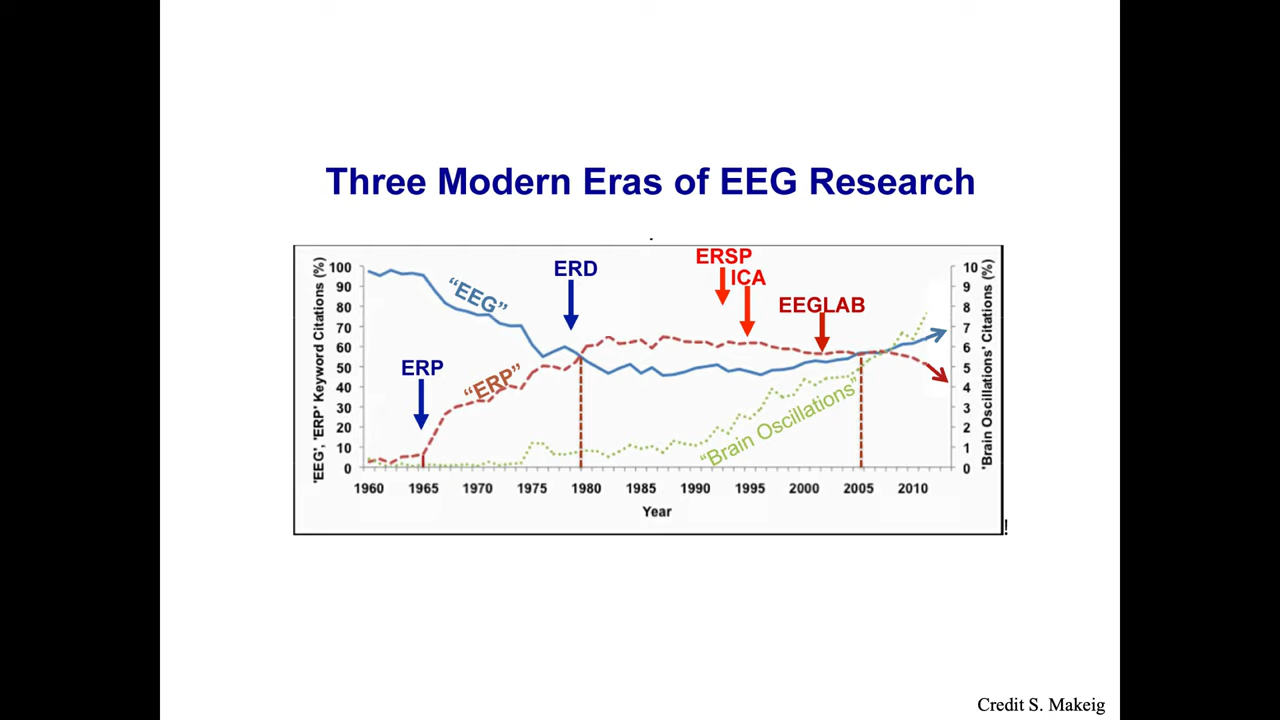 Three Modern Eras of EEG Research
'EEG', 'ERP' Keyword Citations (%)
100
90
80
70
60
50
40
30
20
10
0
"EEG"
ERP
"ERP"
ERD
ERSP
ICA
EEGLAB
"Brain Oscillations"
10
9
8
7
6
5
4
3
2
1
0
'Brain Oscillations' Citations (%)
1960 1965 1970 1975 1980 1985 1990 1995 2000 2005 2010
Year
!
Credit S. Makeig